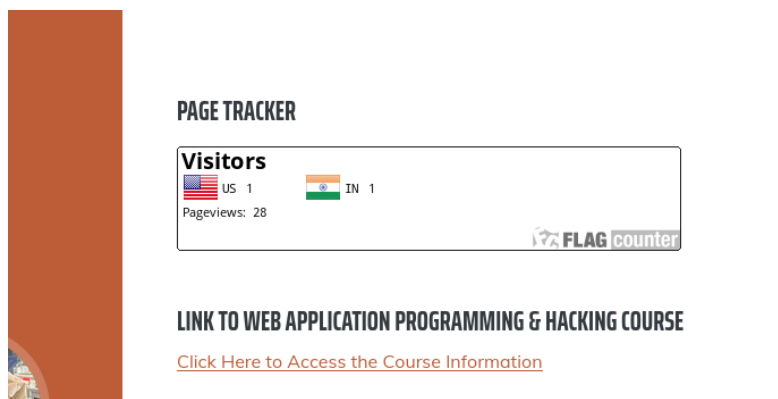 PAGE TRACKER
Visitors
US 1 IN 1
Pageviews: 28
FLAG counter
LINK TO WEB APPLICATION PROGRAMMING & HACKING COURSE
Click Here to Access the Course Information